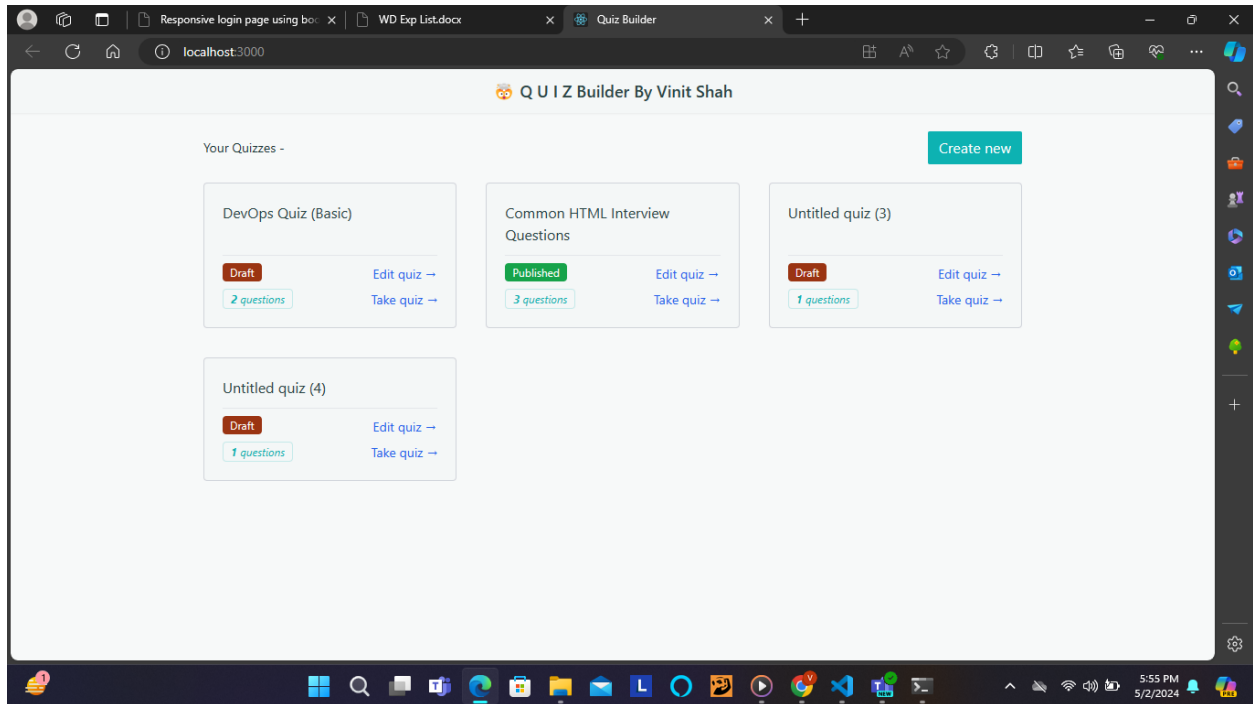 Responsive login page using boo
WD Exp List.docx
Quiz Builder
localhost:3000
Q U I Z Builder By Vinit Shah
Your Quizzes -
Create new
DevOps Quiz (Basic)
Draft
Edit quiz →
2 questions
Take quiz →
Common HTML Interview
Questions
Published
Edit quiz →
3 questions
Take quiz →
Untitled quiz (3)
Draft
Edit quiz →
1 questions
Take quiz →
Untitled quiz (4)
Draft
Edit quiz →
1 questions
Take quiz →
1
L
V
NEW
5:55 PM
5/2/2024
PRE